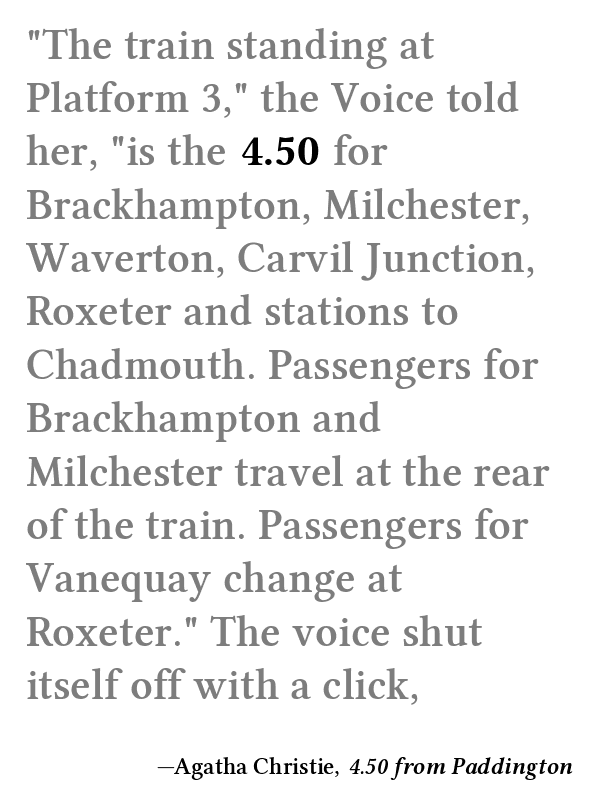 "The train standing at
Platform 3," the Voice told
her, "is the 4.50 for
Brackhampton, Milchester,
Waverton, Carvil Junction,
Roxeter and stations to
Chadmouth. Passengers for
Brackhampton and
Milchester travel at the rear
of the train. Passengers for
Vanequay change at
Roxeter." The voice shut
itself off with a click,
—Agatha Christie, 4.50 from Paddington